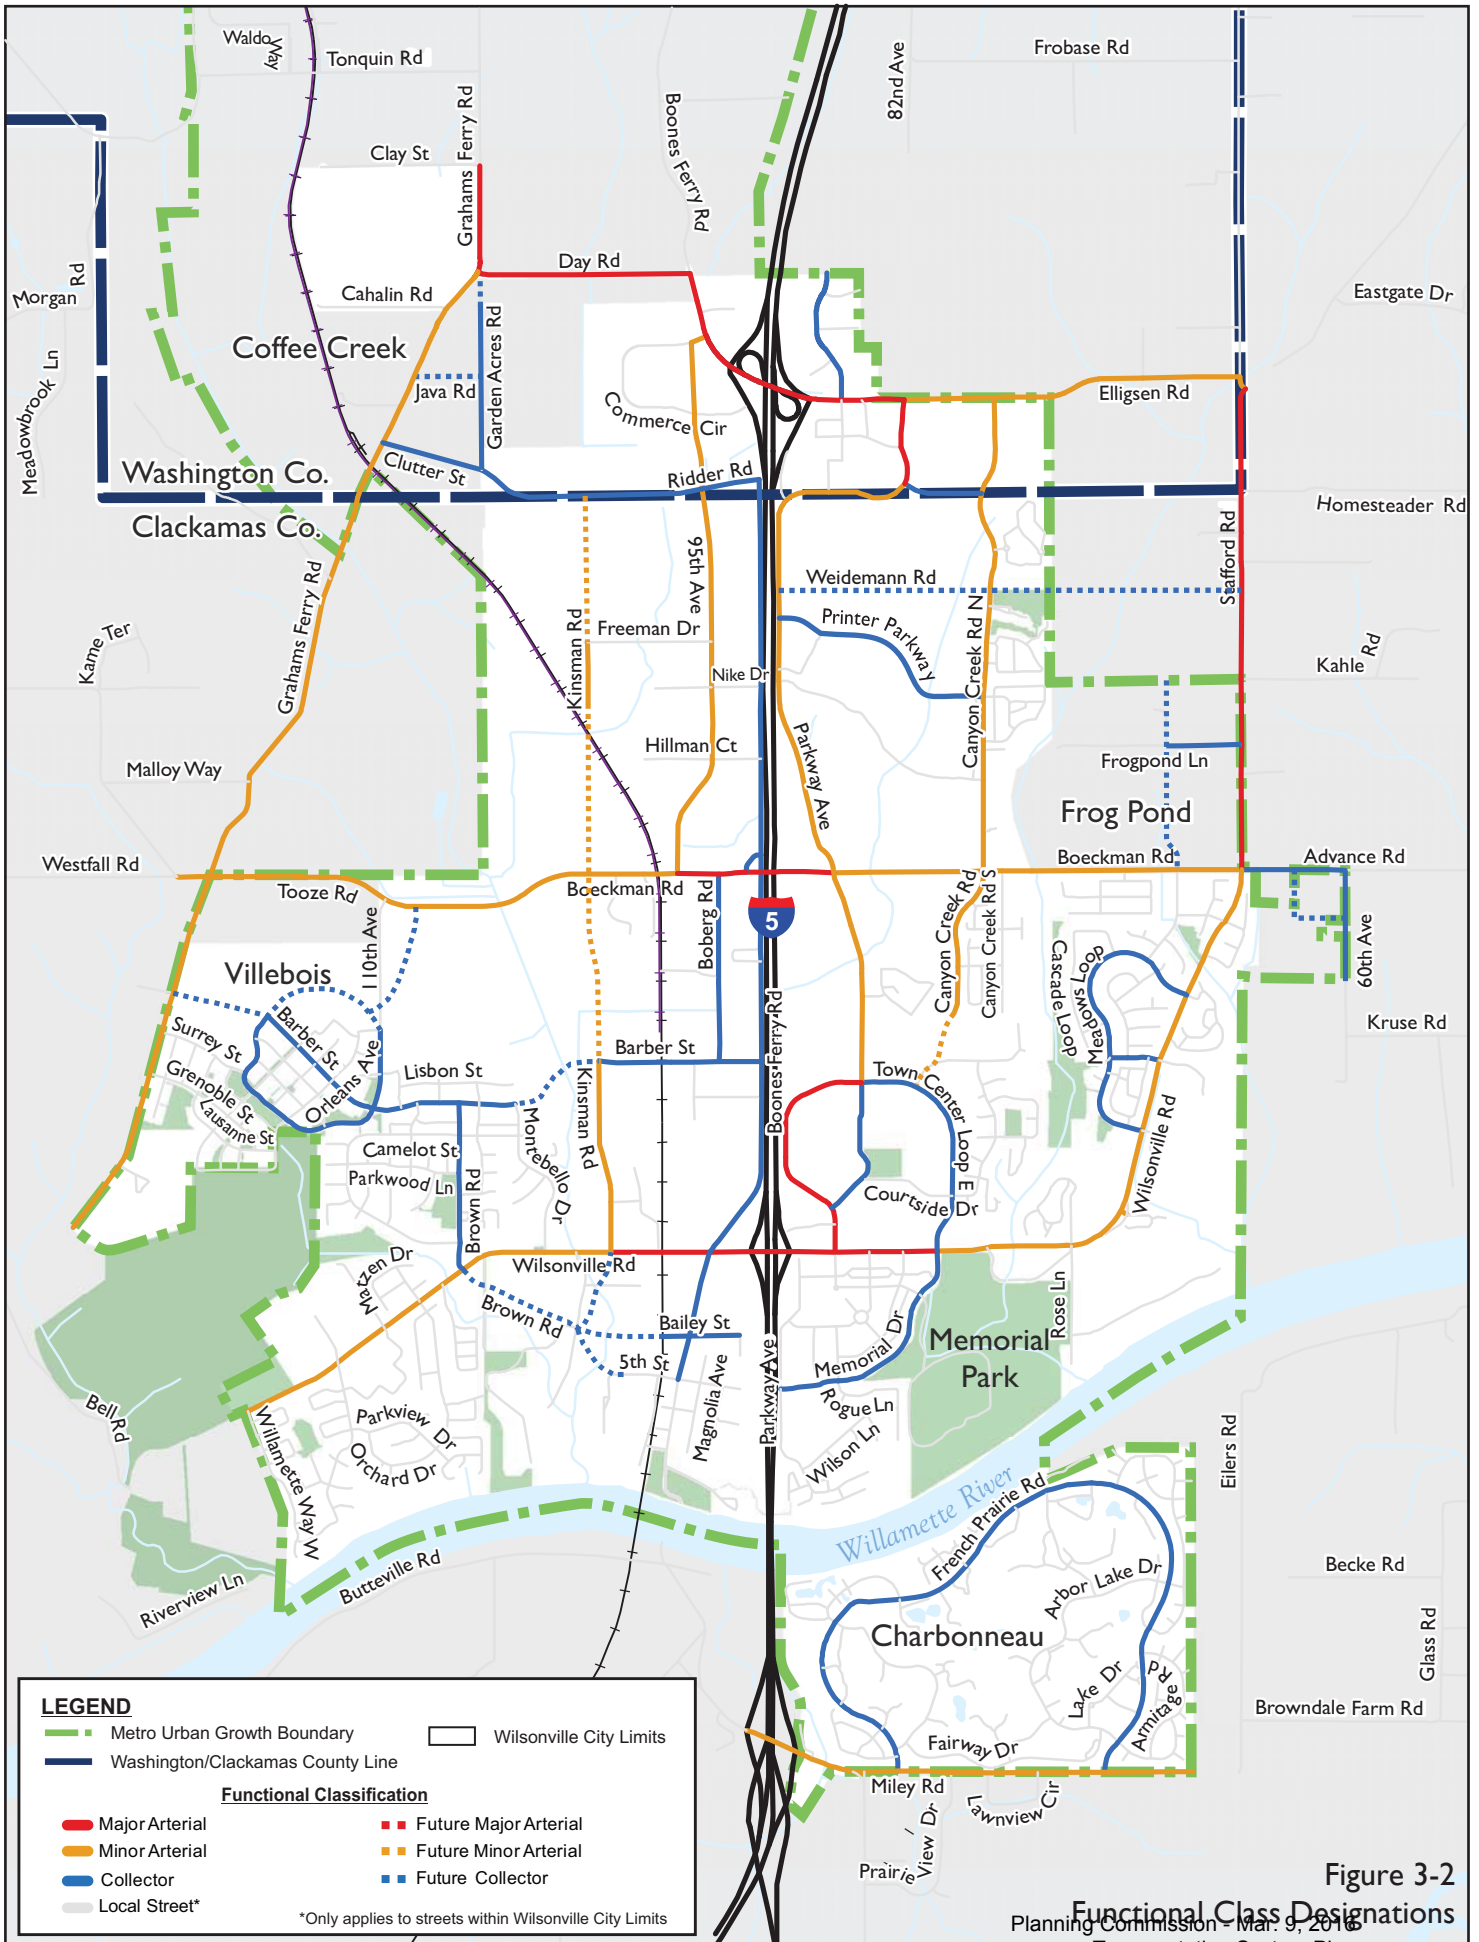 Waldo Way
Tonquin Rd
Frobase Rd
82nd Ave
Boones Ferry Rd
Grahams Ferry Rd
Clay St
Day Rd
Morgan Rd
Cahalin Rd
Eastgate Dr
Coffee Creek
Garden Acres Rd
Meadowbrook Ln
Java Rd
Elligsen Rd
Commerce Cir
Washington Co.
Clutter St
Ridder Rd
Clackamas Co.
Homesteader Rd
95th Ave
Stafford Rd
Weidemann Rd
Grahams Ferry Rd
Kinsman Rd
Freeman Dr
Printer Parkway
Canyon Creek Rd N
Kame Ter
Kahle Rd
Nike Dr
Hillman Ct
Parkway Ave
Malloy Way
Frogpond Ln
Frog Pond
Westfall Rd
Tooze Rd
Boeckman Rd
Boeckman Rd
Advance Rd
110th Ave
Boberg Rd
5
Canyon Creek Rd
Canyon Creek Rd S
Cascade Loop
Meadows Loop
60th Ave
Villebois
Kruse Rd
Surrey St
Barber St
Barber St
Boones Ferry Rd
Grenoble St
Lausanne St
Orleans Ave
Lisbon St
Kinsman Rd
Town Center Loop E
Wilsonville Rd
Camelot St
Montebello Dr
Parkwood Ln
Brown Rd
Courtside Dr
Matzen Dr
Wilsonville Rd
Rose Ln
Brown Rd
Bailey St
Memorial Dr
Memorial
Park
5th St
Parkway Ave
Magnolia Ave
Rogue Ln
Wilson Ln
Bell Rd
Willamette Way W
Parkview Dr
Orchard Dr
Eilers Rd
Willamette River
French Prairie Rd
Butteville Rd
Riverview Ln
Becke Rd
Arbor Lake Dr
Charbonneau
Glass Rd
Lake Dr
Armitage Rd
Browndale Farm Rd
Fairway Dr
Miley Rd
Lawnview Cir
Prairie View Dr
LEGEND
Metro Urban Growth Boundary
Wilsonville City Limits
Washington/Clackamas County Line
Functional Classification
Major Arterial
Future Major Arterial
Minor Arterial
Future Minor Arterial
Collector
Future Collector
Local Street*
*Only applies to streets within Wilsonville City Limits
Figure 3-2
Functional Class Designations
Planning Commission - Mar. 9, 2016